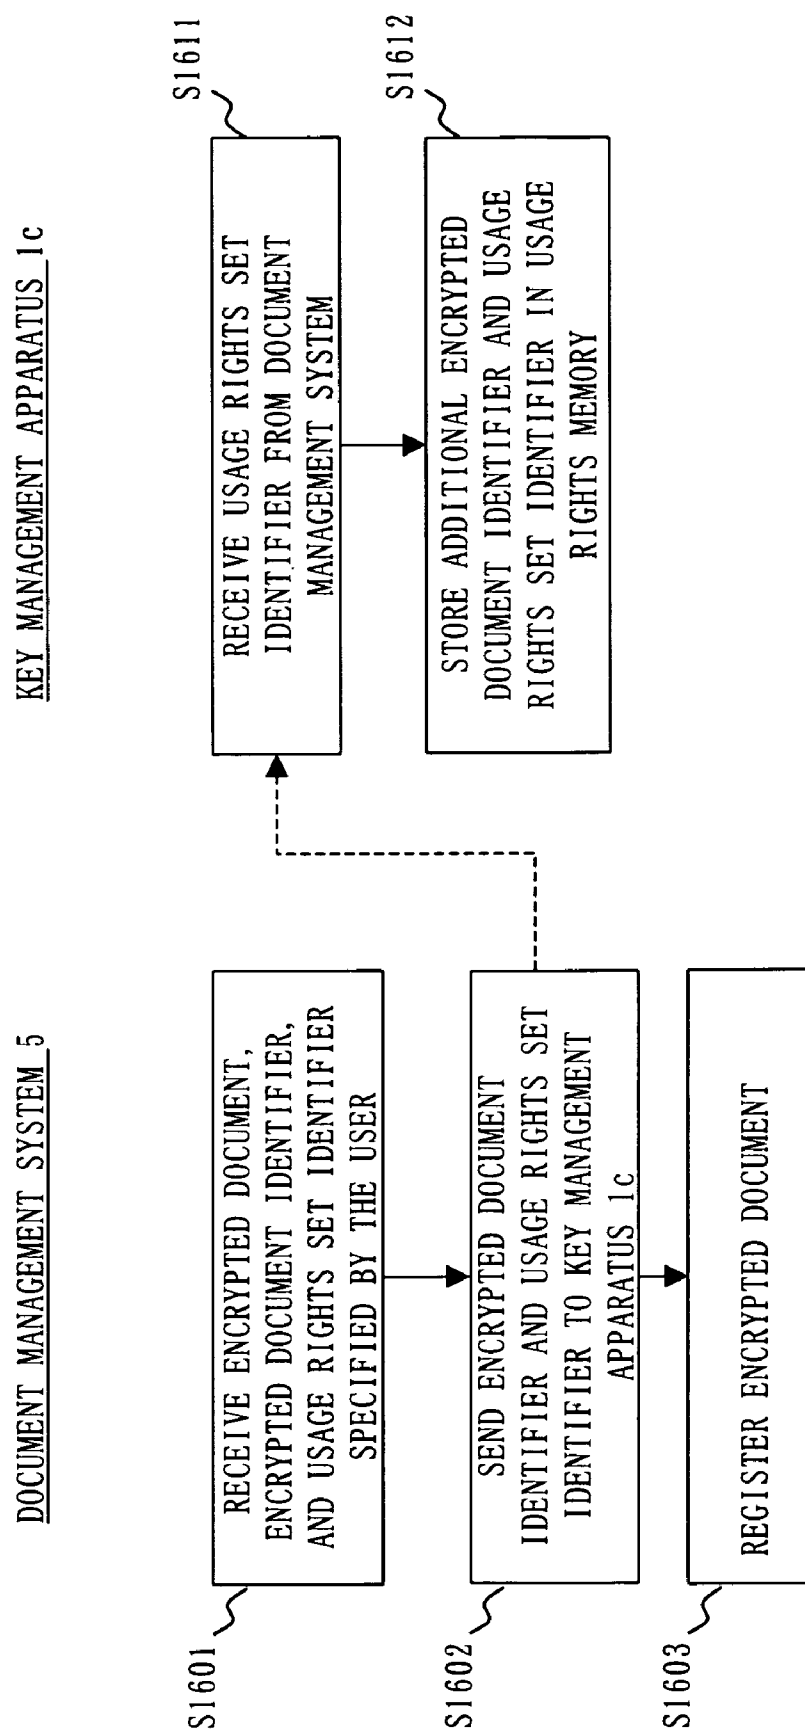 DOCUMENT MANAGEMENT SYSTEM 5
S1601
RECEIVE ENCRYPTED DOCUMENT,
ENCRYPTED DOCUMENT IDENTIFIER,
AND USAGE RIGHTS SET IDENTIFIER
SPECIFIED BY THE USER
S1602
SEND ENCRYPTED DOCUMENT
IDENTIFIER AND USAGE RIGHTS SET
IDENTIFIER TO KEY MANAGEMENT
APPARATUS 1c
S1603
REGISTER ENCRYPTED DOCUMENT
KEY MANAGEMENT APPARATUS 1c
S1611
RECEIVE USAGE RIGHTS SET
IDENTIFIER FROM DOCUMENT
MANAGEMENT SYSTEM
S1612
STORE ADDITIONAL ENCRYPTED
DOCUMENT IDENTIFIER AND USAGE
RIGHTS SET IDENTIFIER IN USAGE
RIGHTS MEMORY